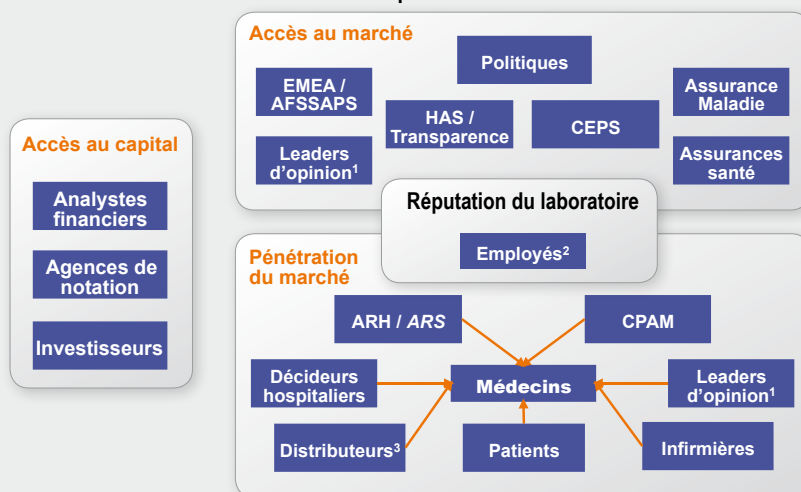 Accès au marché
Politiques
EMEA /
AFSSAPS
HAS /
Transparence
CEPS
Assurance
Maladie
Leaders
d'opinion¹
Assurances
santé
Accès au capital
Analystes
financiers
Agences de
notation
Investisseurs
Réputation du laboratoire
Employés²
Pénétration
du marché
ARH / ARS
CPAM
Décideurs
hospitaliers
Médecins
Leaders
d'opinion¹
Distributeurs³
Patients
Infirmières